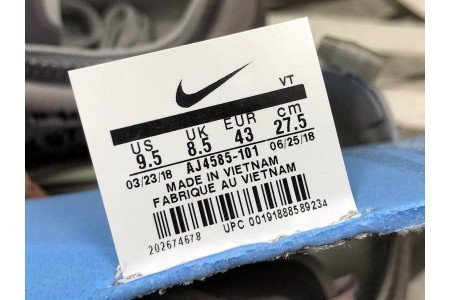 VT
US UK EUR cm
9.5 8.5 43 27.5
03/23/18 AJ4585-101 06/25/18
MADE IN VIETNAM
FABRIQUE AU VIETNAM
202674678 UPC 00191888589234